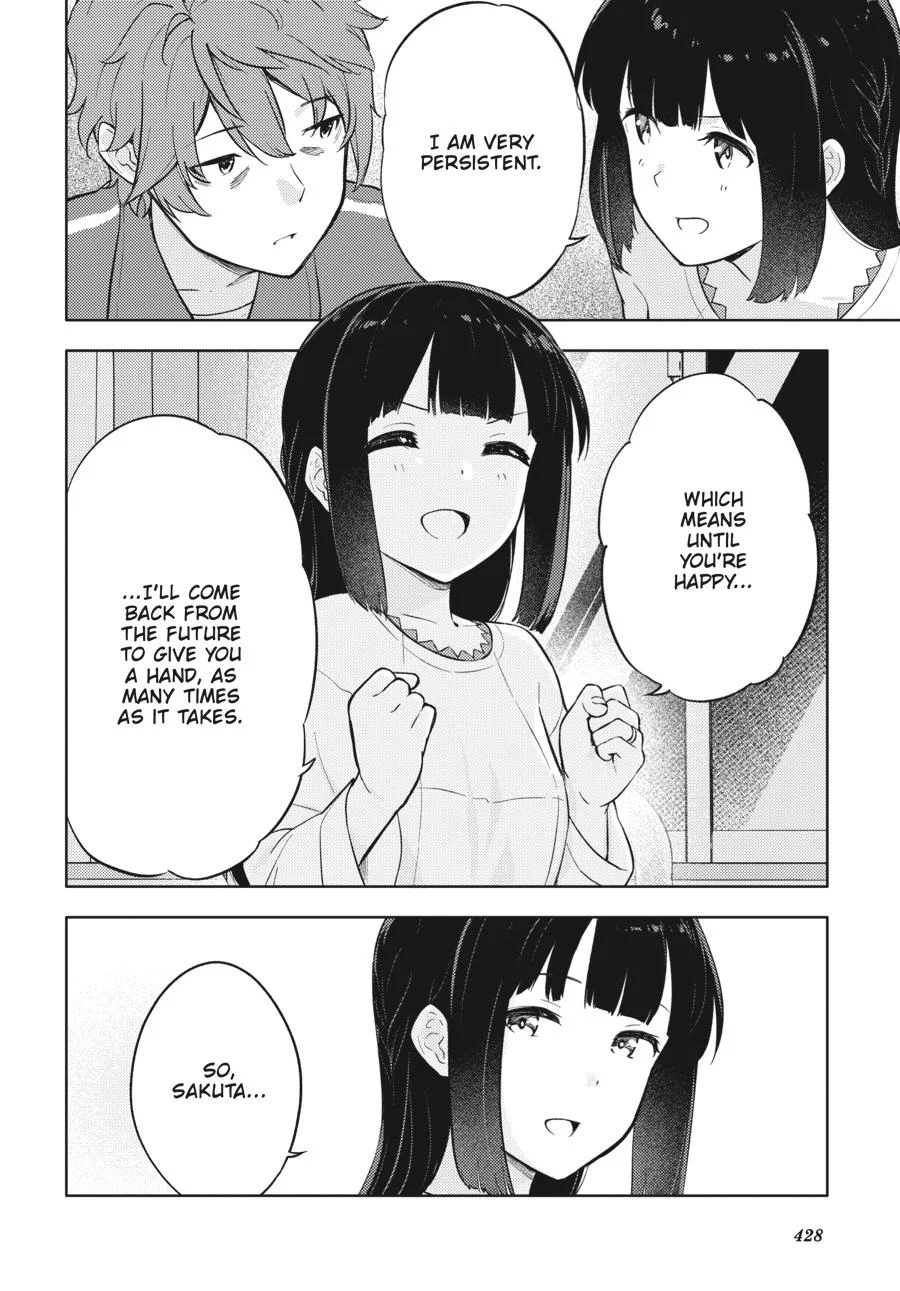 I AM VERY
PERSISTENT.
WHICH
MEANS
UNTIL
YOU'RE
HAPPY...
...I'LL COME
BACK FROM
THE FUTURE
TO GIVE YOU
A HAND, AS
MANY TIMES
AS IT TAKES.
SO,
SAKUTA...
428